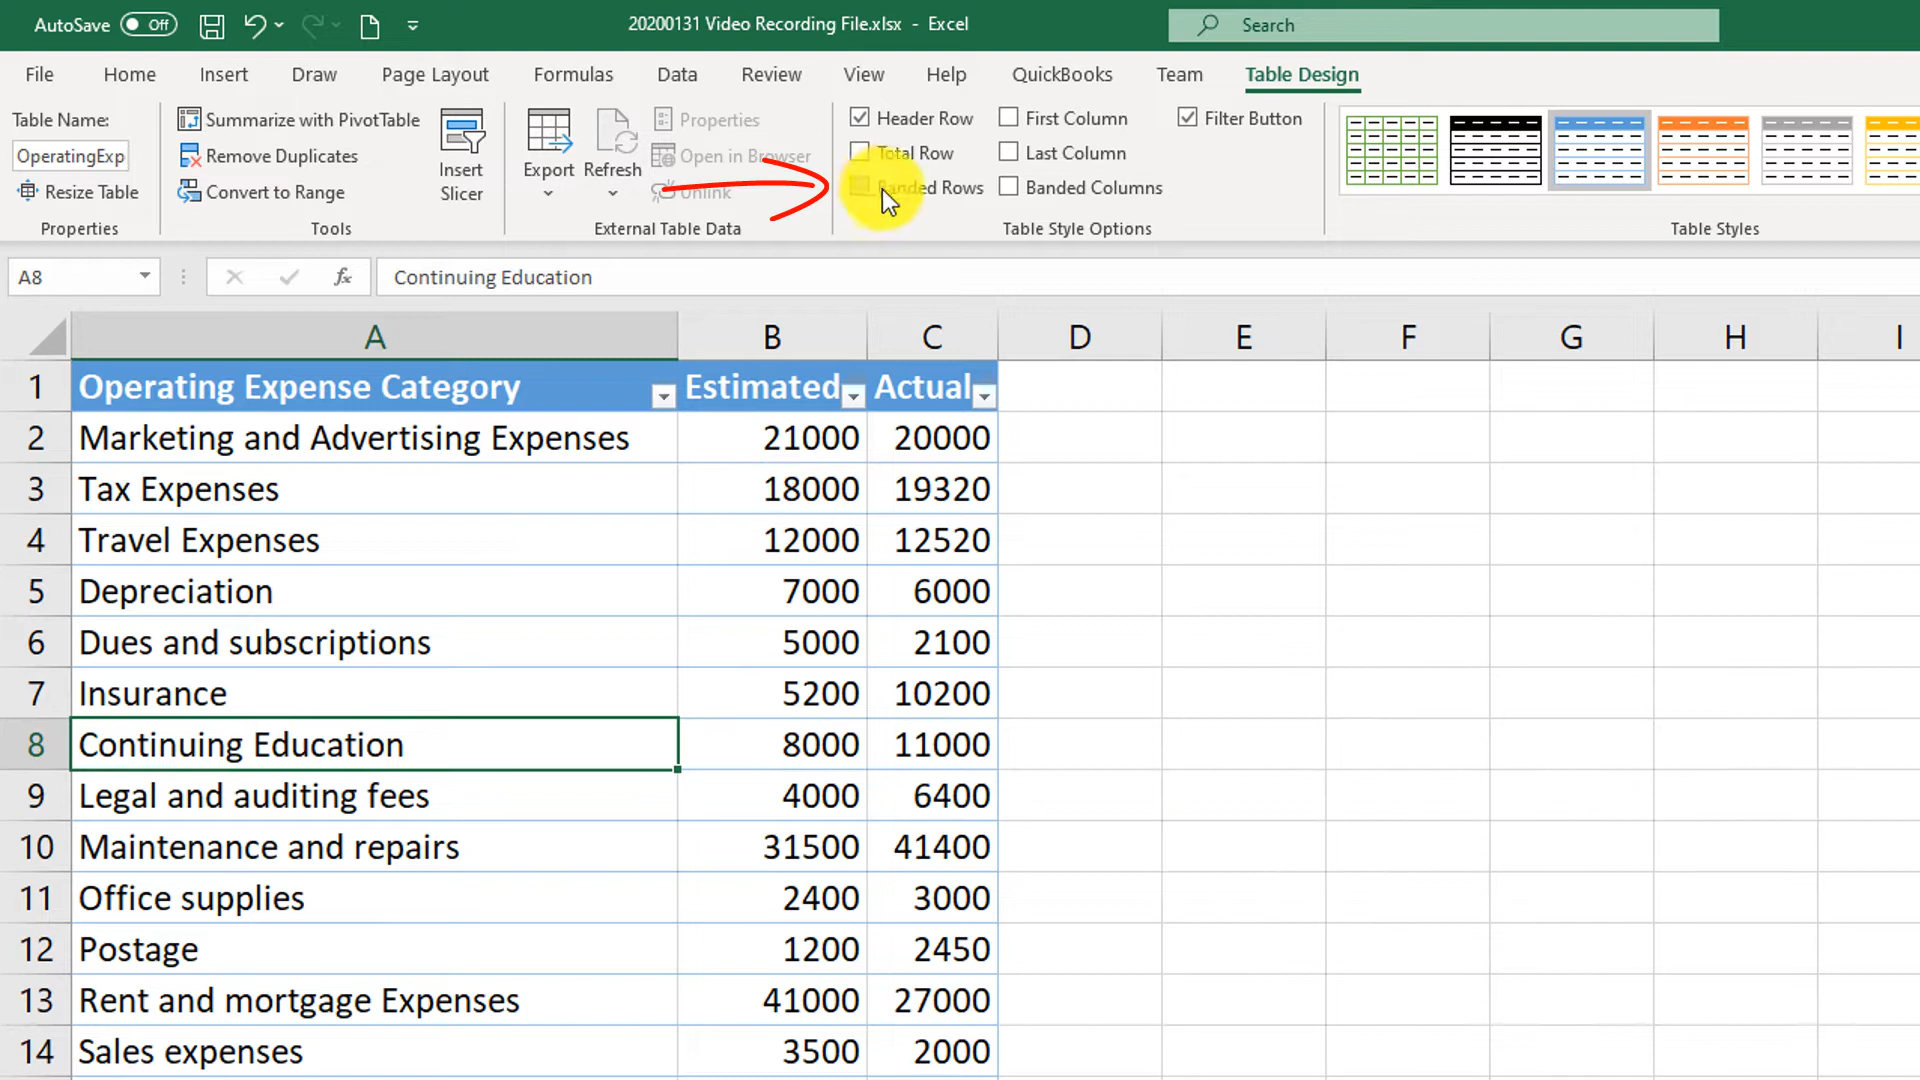 AutoSave Off 20200131 Video Recording File.xlsx - Excel Search
File Home Insert Draw Page Layout Formulas Data Review View Help QuickBooks Team Table Design
Table Name:
OperatingExp
Resize Table
Properties
Summarize with PivotTable
Remove Duplicates
Convert to Range
Insert
Slicer
Tools
Export
Refresh
Properties
Open in Browser
Unlink
External Table Data
Header Row
Total Row
Banded Rows
First Column
Last Column
Banded Columns
Filter Button
Table Style Options
Table Styles
A8 fx Continuing Education
A B C D E F G H I
1 Operating Expense Category Estimated Actual
2 Marketing and Advertising Expenses 21000 20000
3 Tax Expenses 18000 19320
4 Travel Expenses 12000 12520
5 Depreciation 7000 6000
6 Dues and subscriptions 5000 2100
7 Insurance 5200 10200
8 Continuing Education 8000 11000
9 Legal and auditing fees 4000 6400
10 Maintenance and repairs 31500 41400
11 Office supplies 2400 3000
12 Postage 1200 2450
13 Rent and mortgage Expenses 41000 27000
14 Sales expenses 3500 2000